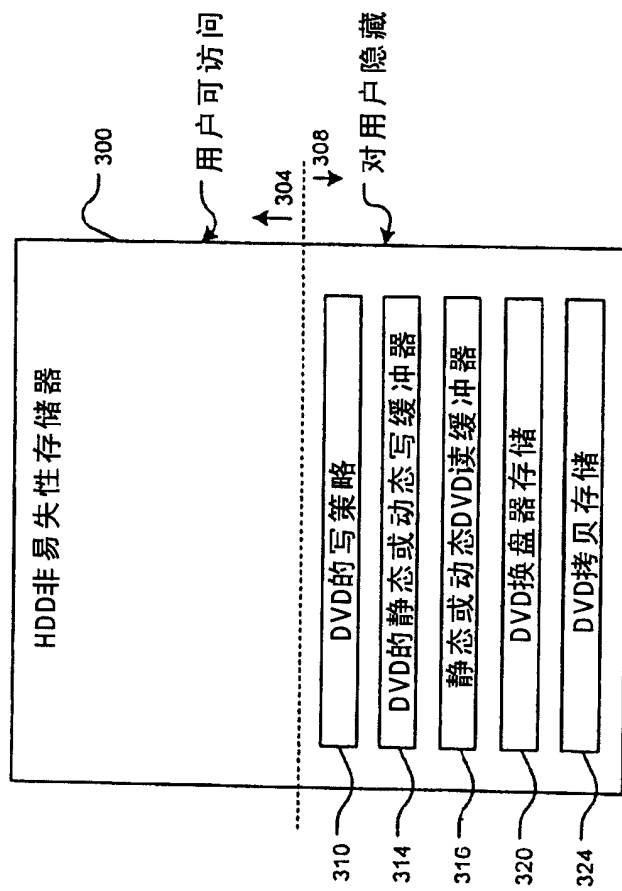 HDD非易失性存储器
300
用户可访问
304
308
对用户隐藏
310
DVD的写策略
314
DVD的静态或动态写缓冲器
316
静态或动态DVD读缓冲器
320
DVD换盘器存储
324
DVD拷贝存储